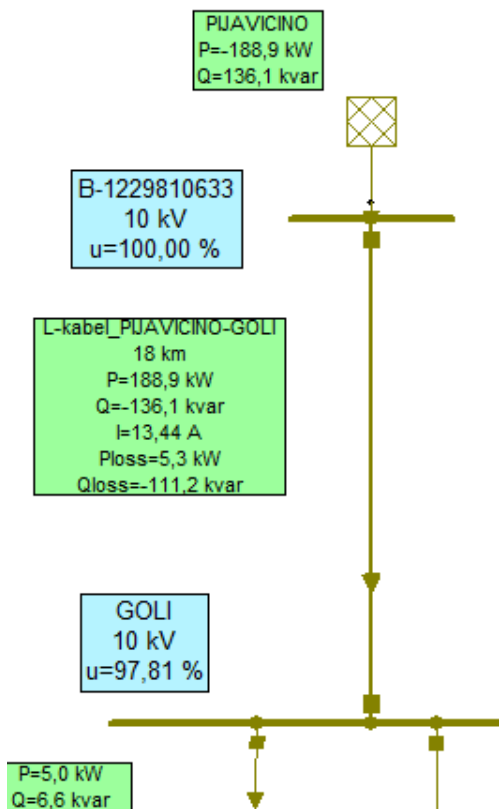 PIJAVICINO
P=-188,9 kW
Q=136,1 kvar
B-1229810633
10 kV
u=100,00 %
L-kabel_PIJAVICINO-GOLI
18 km
P=188,9 kW
Q=-136,1 kvar
I=13,44 A
Ploss=5,3 kW
Qloss=-111,2 kvar
GOLI
10 kV
u=97,81 %
P=5,0 kW
Q=6,6 kvar